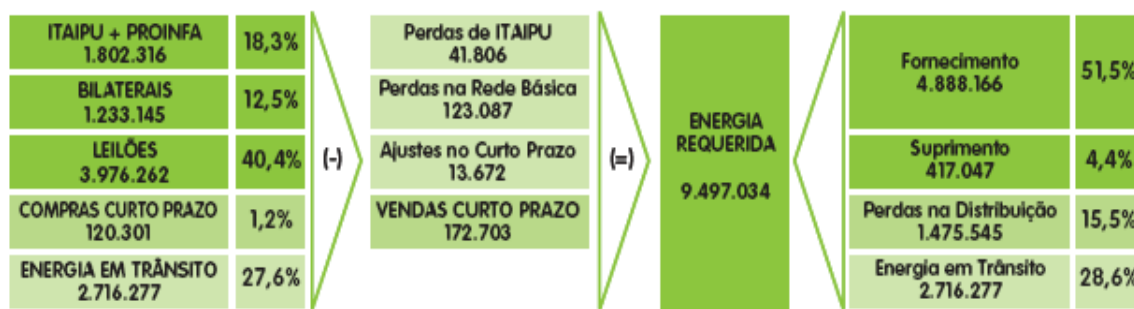 ITAIPU + PROINFA
1.802.316
18,3%
BILATERAIS
1.233.145
12,5%
LEILÕES
3.976.262
40,4%
COMPRAS CURTO PRAZO
120.301
1,2%
ENERGIA EM TRÂNSITO
2.716.277
27,6%
(-)
Perdas de ITAIPU
41.806
Perdas na Rede Básica
123.087
Ajustes no Curto Prazo
13.672
VENDAS CURTO PRAZO
172.703
(=)
ENERGIA
REQUERIDA
9.497.034
Fornecimento
4.888.166
51,5%
Suprimento
417.047
4,4%
Perdas na Distribuição
1.475.545
15,5%
Energia em Trânsito
2.716.277
28,6%